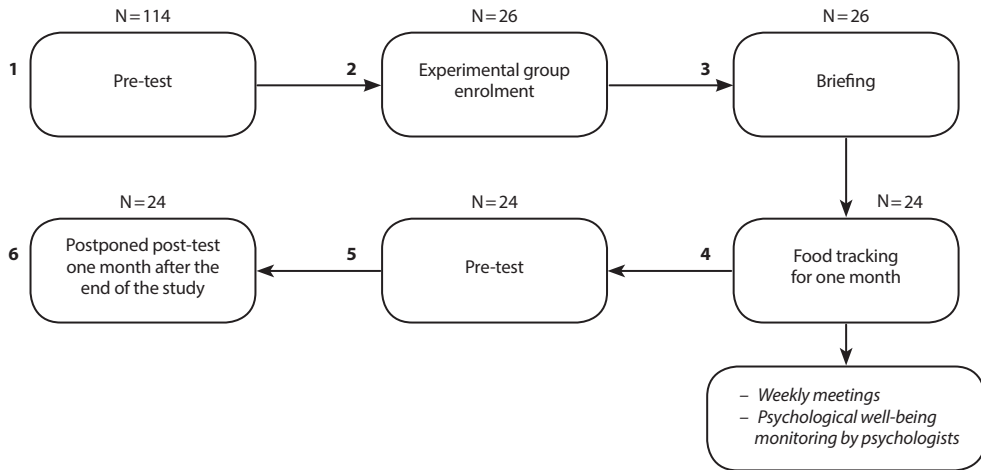 N=114
N=26
N=26
1
Pre-test
2
Experimental group
enrolment
3
Briefing
N=24
N=24
N=24
6
Postponed post-test
one month after the
end of the study
5
Pre-test
4
Food tracking
for one month
– Weekly meetings
– Psychological well-being
monitoring by psychologists